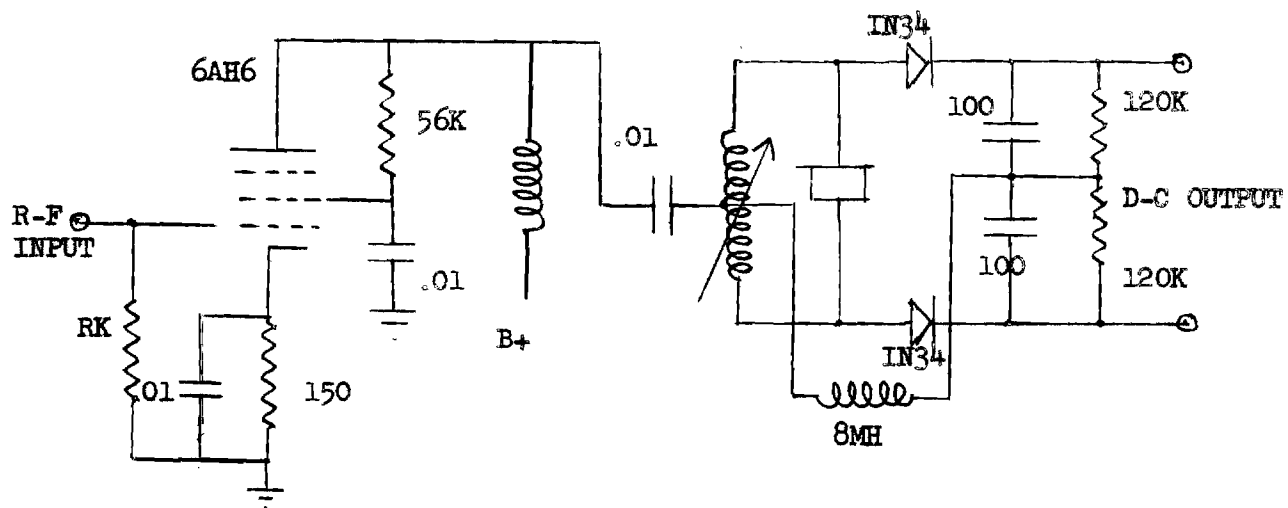 6AH6
56K
.01
IN34
100
120K
R-F
INPUT
D-C OUTPUT
.01
100
120K
RK
.01
150
B+
IN34
8MH